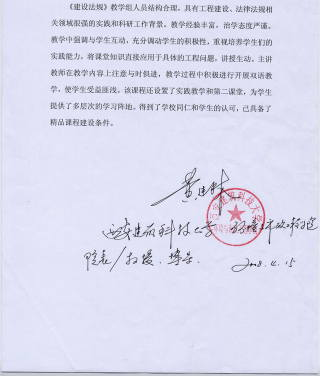 《建设法规》教学组人员结构合理，具有工程建设、法律法规相
关领域很强的实践和科研工作背景，教学经验丰富，治学态度严谨。
教学中强调与学生互动，充分调动学生的积极性，重视培养学生们的
实践能力，将课堂知识直接应用于具体的工程问题，讲授生动。主讲
教师在教学内容上注意与时俱进，教学过程中积极进行开展双语教
学，使学生受益匪浅。该课程还设置了实践教学和第二课堂，为学生
提供了多层次的学习阵地，得到了学校同仁和学生的认可，已具备了
精品课程建设条件。
西安建筑科技大学
院长/教授、博导
2008.4.15